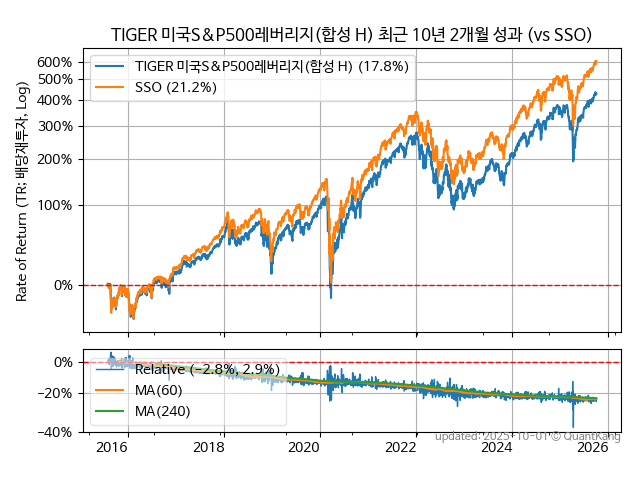 TIGER 미국S&P500레버리지(합성 H) 최근 10년 2개월 성과 (vs SSO)
Rate of Return (TR: 배당재투자, Log)
600%
500%
400%
300%
200%
100%
0%
TIGER 미국S&P500레버리지(합성 H) (17.8%)
SSO (21.2%)
0%
−20%
−40%
Relative (−2.8%, 2.9%)
MA(60)
MA(240)
2016
2018
2020
2022
2024
2026
updated: 2025-10-01 © QuantKang